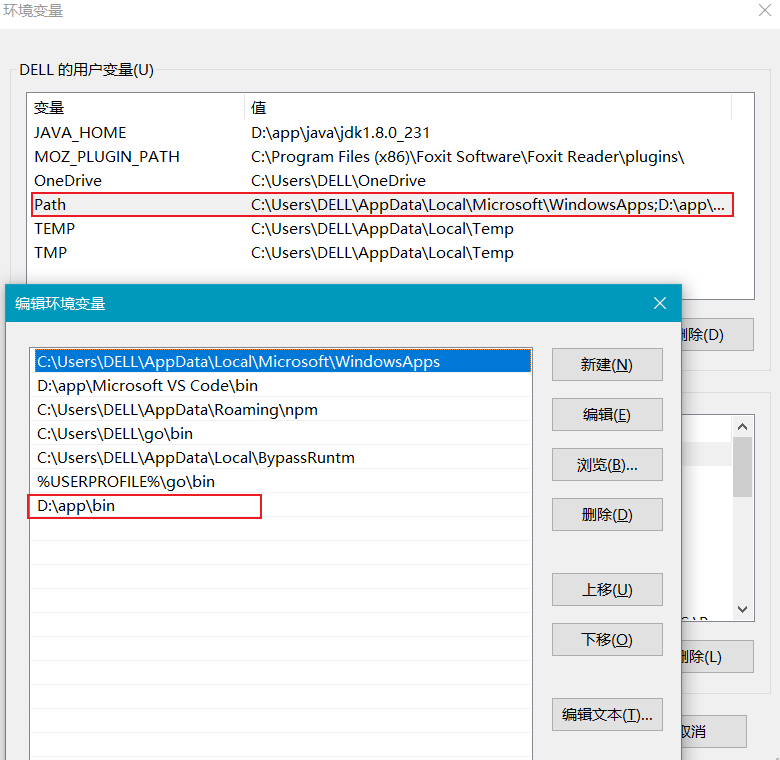 环境变量
DELL 的用户变量(U)
变量 值
JAVA_HOME D:\app\java\jdk1.8.0_231
MOZ_PLUGIN_PATH C:\Program Files (x86)\Foxit Software\Foxit Reader\plugins\
OneDrive C:\Users\DELL\OneDrive
Path C:\Users\DELL\AppData\Local\Microsoft\WindowsApps;D:\app\...
TEMP C:\Users\DELL\AppData\Local\Temp
TMP C:\Users\DELL\AppData\Local\Temp
删除(D)
编辑环境变量
C:\Users\DELL\AppData\Local\Microsoft\WindowsApps
D:\app\Microsoft VS Code\bin
C:\Users\DELL\AppData\Roaming\npm
C:\Users\DELL\go\bin
C:\Users\DELL\AppData\Local\BypassRuntm
%USERPROFILE%\go\bin
D:\app\bin
新建(N)
编辑(E)
浏览(B)...
删除(D)
上移(U)
下移(O)
编辑文本(T)...
删除(L)
取消